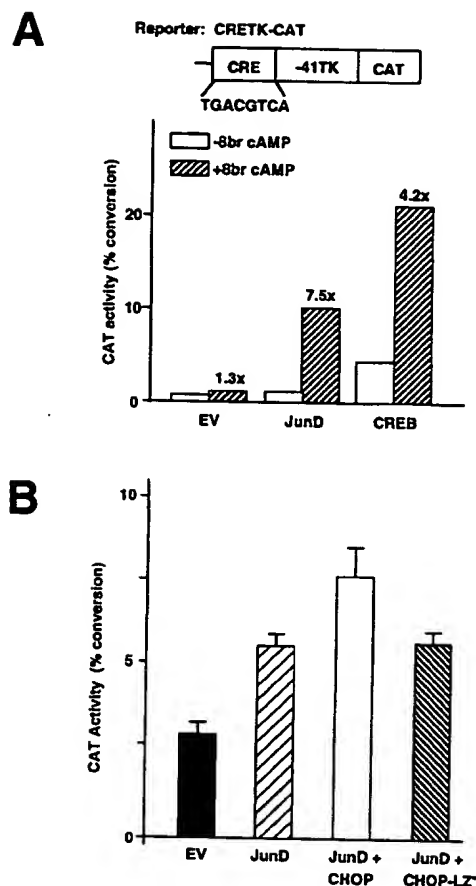 A
Reporter: CRETK-CAT
CRE -41TK CAT
TGACGTCA
-8br cAMP
+8br cAMP
CAT activity (% conversion)
20
10
0
1.3x
7.5x
4.2x
EV JunD CREB
B
CAT Activity (% conversion)
10
5
0
EV JunD JunD + CHOP JunD + CHOP-LZ⁻